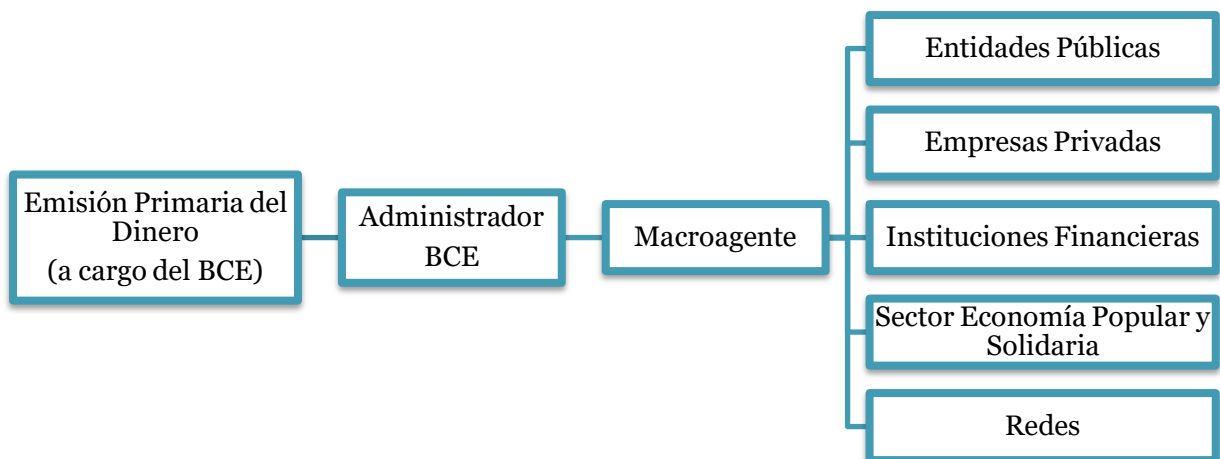 Emisión Primaria del
Dinero
(a cargo del BCE)
Administrador
BCE
Macroagente
Entidades Públicas
Empresas Privadas
Instituciones Financieras
Sector Economía Popular y
Solidaria
Redes